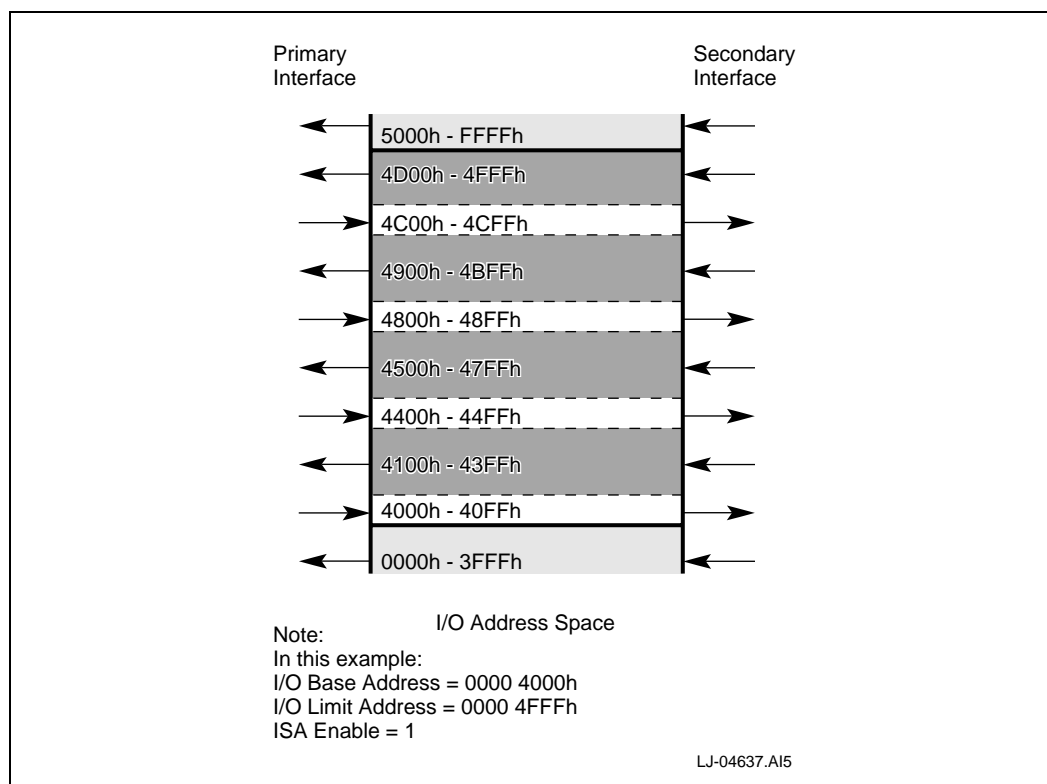 Primary
Interface
Secondary
Interface
5000h - FFFFh
4D00h - 4FFFh
4C00h - 4CFFh
4900h - 4BFFh
4800h - 48FFh
4500h - 47FFh
4400h - 44FFh
4100h - 43FFh
4000h - 40FFh
0000h - 3FFFh
I/O Address Space
Note:
In this example:
I/O Base Address = 0000 4000h
I/O Limit Address = 0000 4FFFh
ISA Enable = 1
LJ-04637.AI5